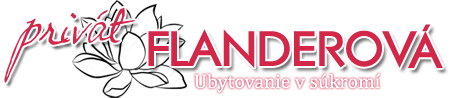 privát
FLANDEROVÁ
Ubytovanie v súkromí